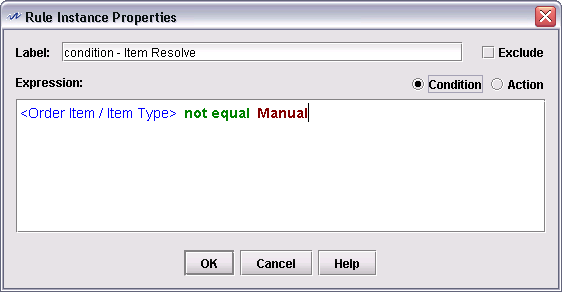 Rule Instance Properties
Label: condition - Item Resolve Exclude
Expression: Condition Action
<Order Item / Item Type> not equal Manual
OK Cancel Help